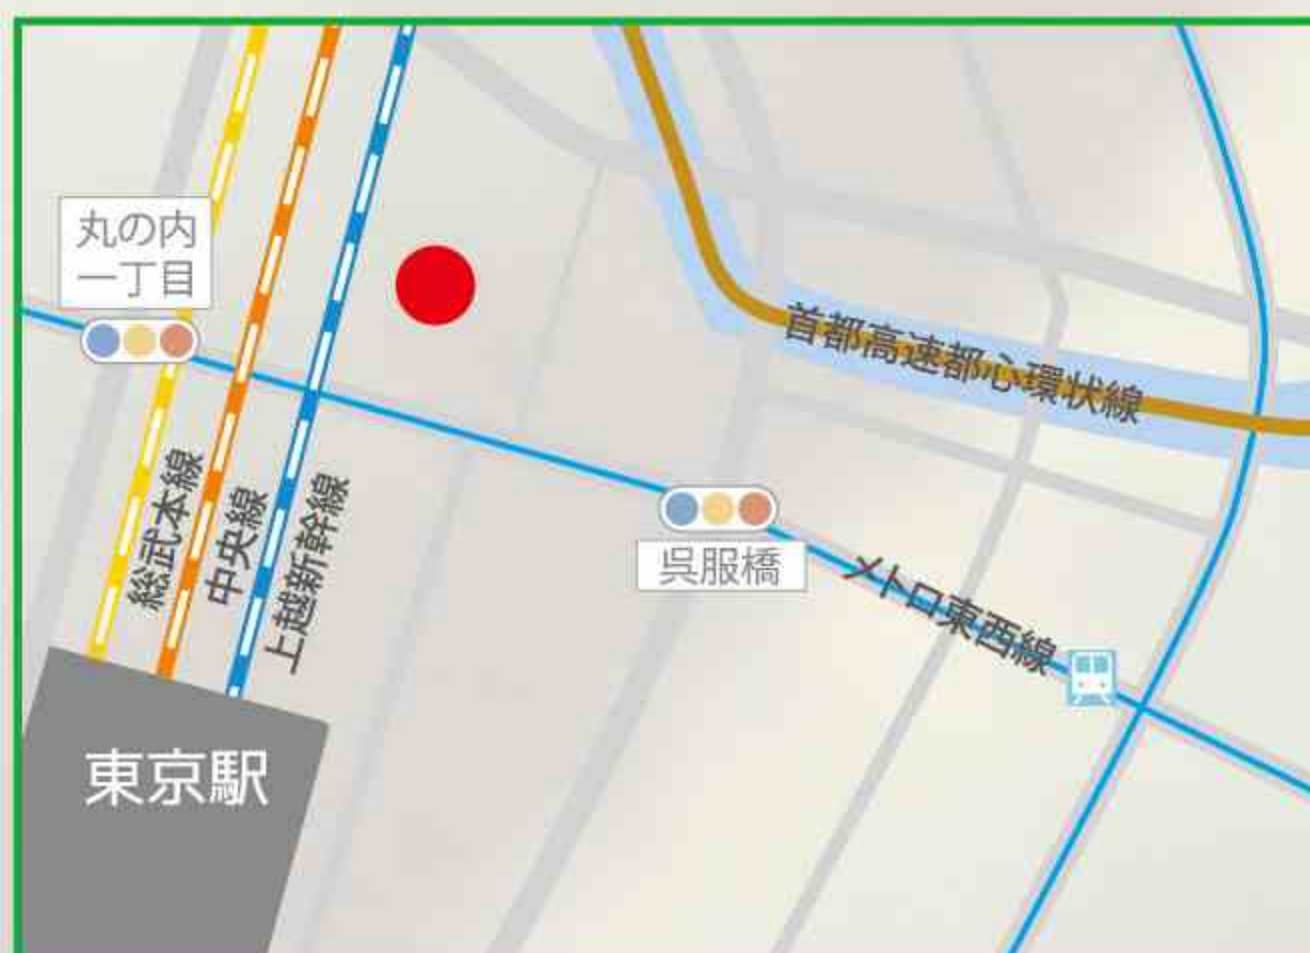 丸の内
一丁目
首都高速都心環状線
総武本線
中央線
上越新幹線
呉服橋
メトロ東西線
東京駅